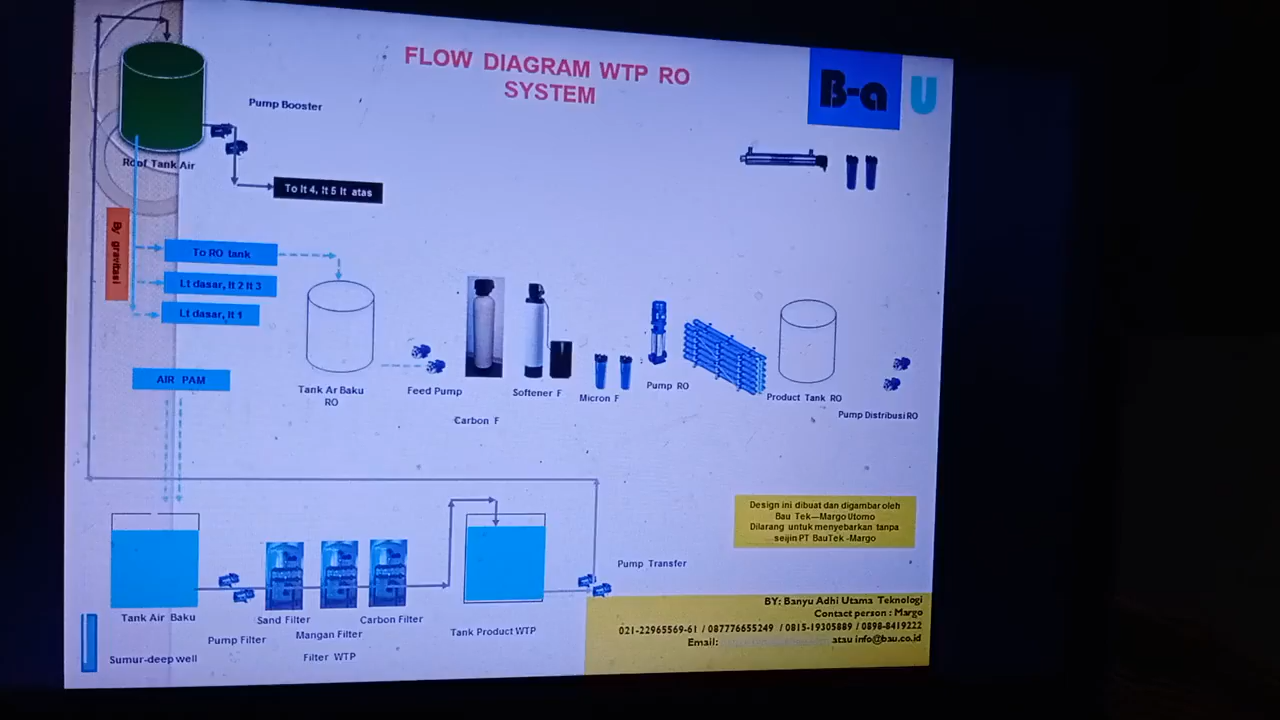 FLOW DIAGRAM WTP RO
SYSTEM
B-a U
Pump Booster
Roof Tank Air
To lt 4, lt 5 lt atas
By gravitasi
To RO tank
Lt dasar, lt 2 lt 3
Lt dasar, lt 1
AIR PAM
Tank Ar Baku
RO
Feed Pump
Carbon F
Softener F
Micron F
Pump RO
Product Tank RO
Pump Distribusi RO
Design ini dibuat dan digambar oleh
Bau Tek—Margo Utomo
Dilarang untuk menyebarkan tanpa
seijin PT BauTek -Margo
Pump Transfer
Tank Air Baku
Sumur-deep well
Pump Filter
Sand Filter
Mangan Filter
Carbon Filter
Filter WTP
Tank Product WTP
BY: Banyu Adhi Utama Teknologi
Contact person : Margo
021-22965569-61 / 087776655249 / 0815-19305889 / 0898-8419222
Email: atau info@bau.co.id